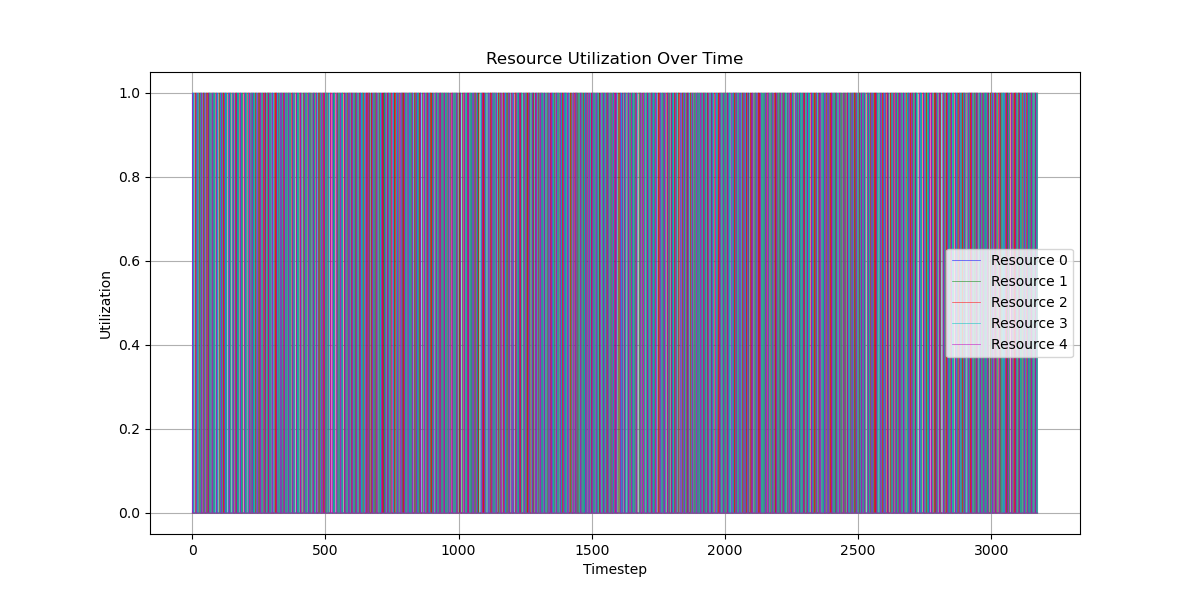 Resource Utilization Over Time
Utilization
1.0
0.8
0.6
0.4
0.2
0.0
Resource 0
Resource 1
Resource 2
Resource 3
Resource 4
0 500 1000 1500 2000 2500 3000
Timestep